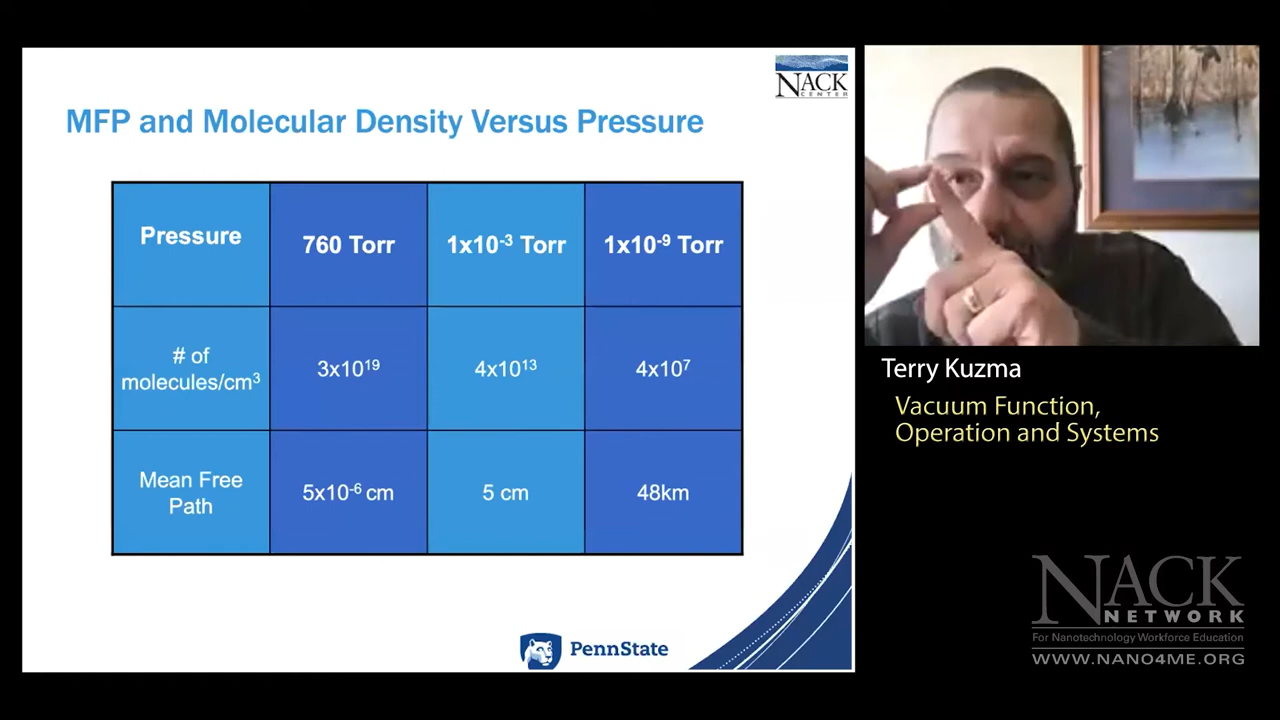 NACK
CENTER
MFP and Molecular Density Versus Pressure
Pressure
760 Torr
1x10⁻³ Torr
1x10⁻⁹ Torr
# of
molecules/cm³
3x10¹⁹
4x10¹³
4x10⁷
Mean Free
Path
5x10⁻⁶ cm
5 cm
48km
PennState
Terry Kuzma
Vacuum Function,
Operation and Systems
NACK
NETWORK
For Nanotechnology Workforce Education
WWW.NANO4ME.ORG